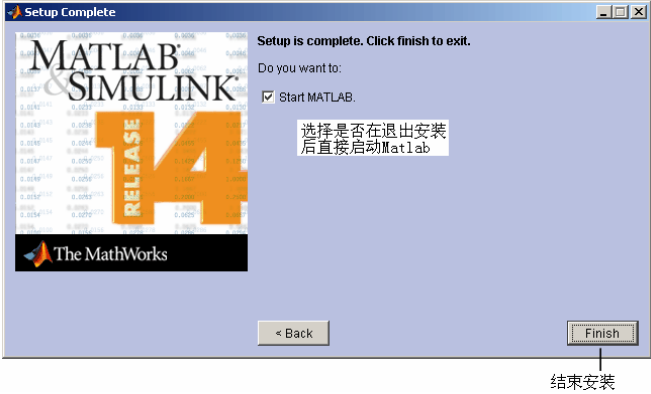 Setup Complete
MATLAB
&SIMULINK
RELEASE
14
The MathWorks
Setup is complete. Click finish to exit.
Do you want to:
Start MATLAB.
选择是否在退出安装
后直接启动Matlab
< Back
Finish
结束安装